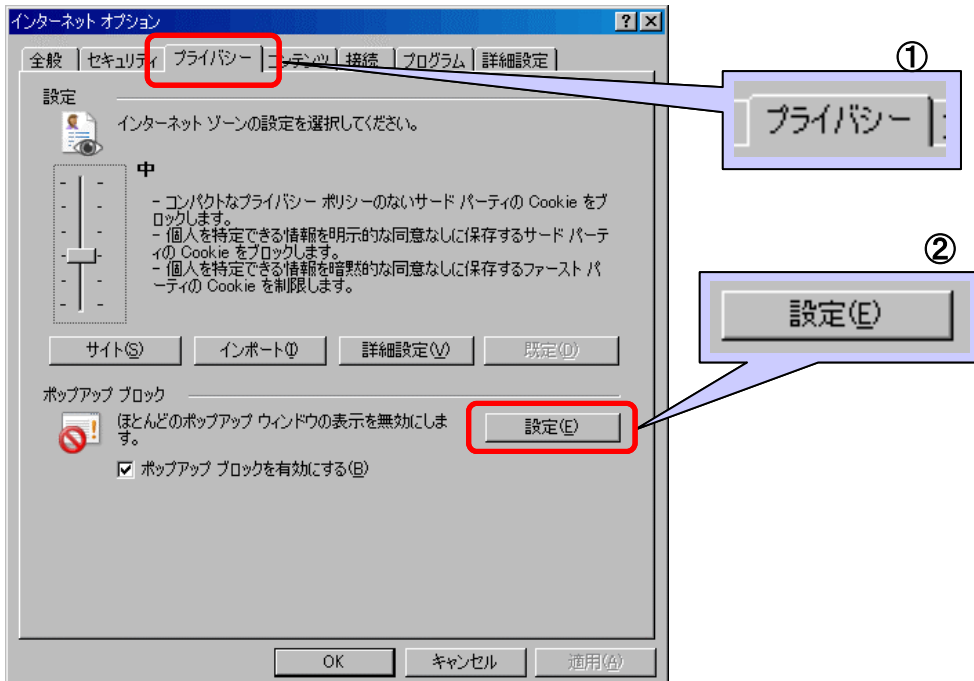 インターネット オプション
全般 セキュリティ プライバシー コンテンツ 接続 プログラム 詳細設定
①
プライバシー
設定
インターネット ゾーンの設定を選択してください。
中
- コンパクトなプライバシー ポリシーのないサード パーティの Cookie をブ
ロックします。
- 個人を特定できる情報を明示的な同意なしに保存するサード パーテ
ィの Cookie をブロックします。
- 個人を特定できる情報を暗黙的な同意なしに保存するファースト パ
ーティの Cookie を制限します。
②
設定(E)
サイト(S) インポート(I) 詳細設定(V) 既定(D)
ポップアップ ブロック
ほとんどのポップアップ ウィンドウの表示を無効にしま
す。
設定(E)
ポップアップ ブロックを有効にする(B)
OK キャンセル 適用(A)